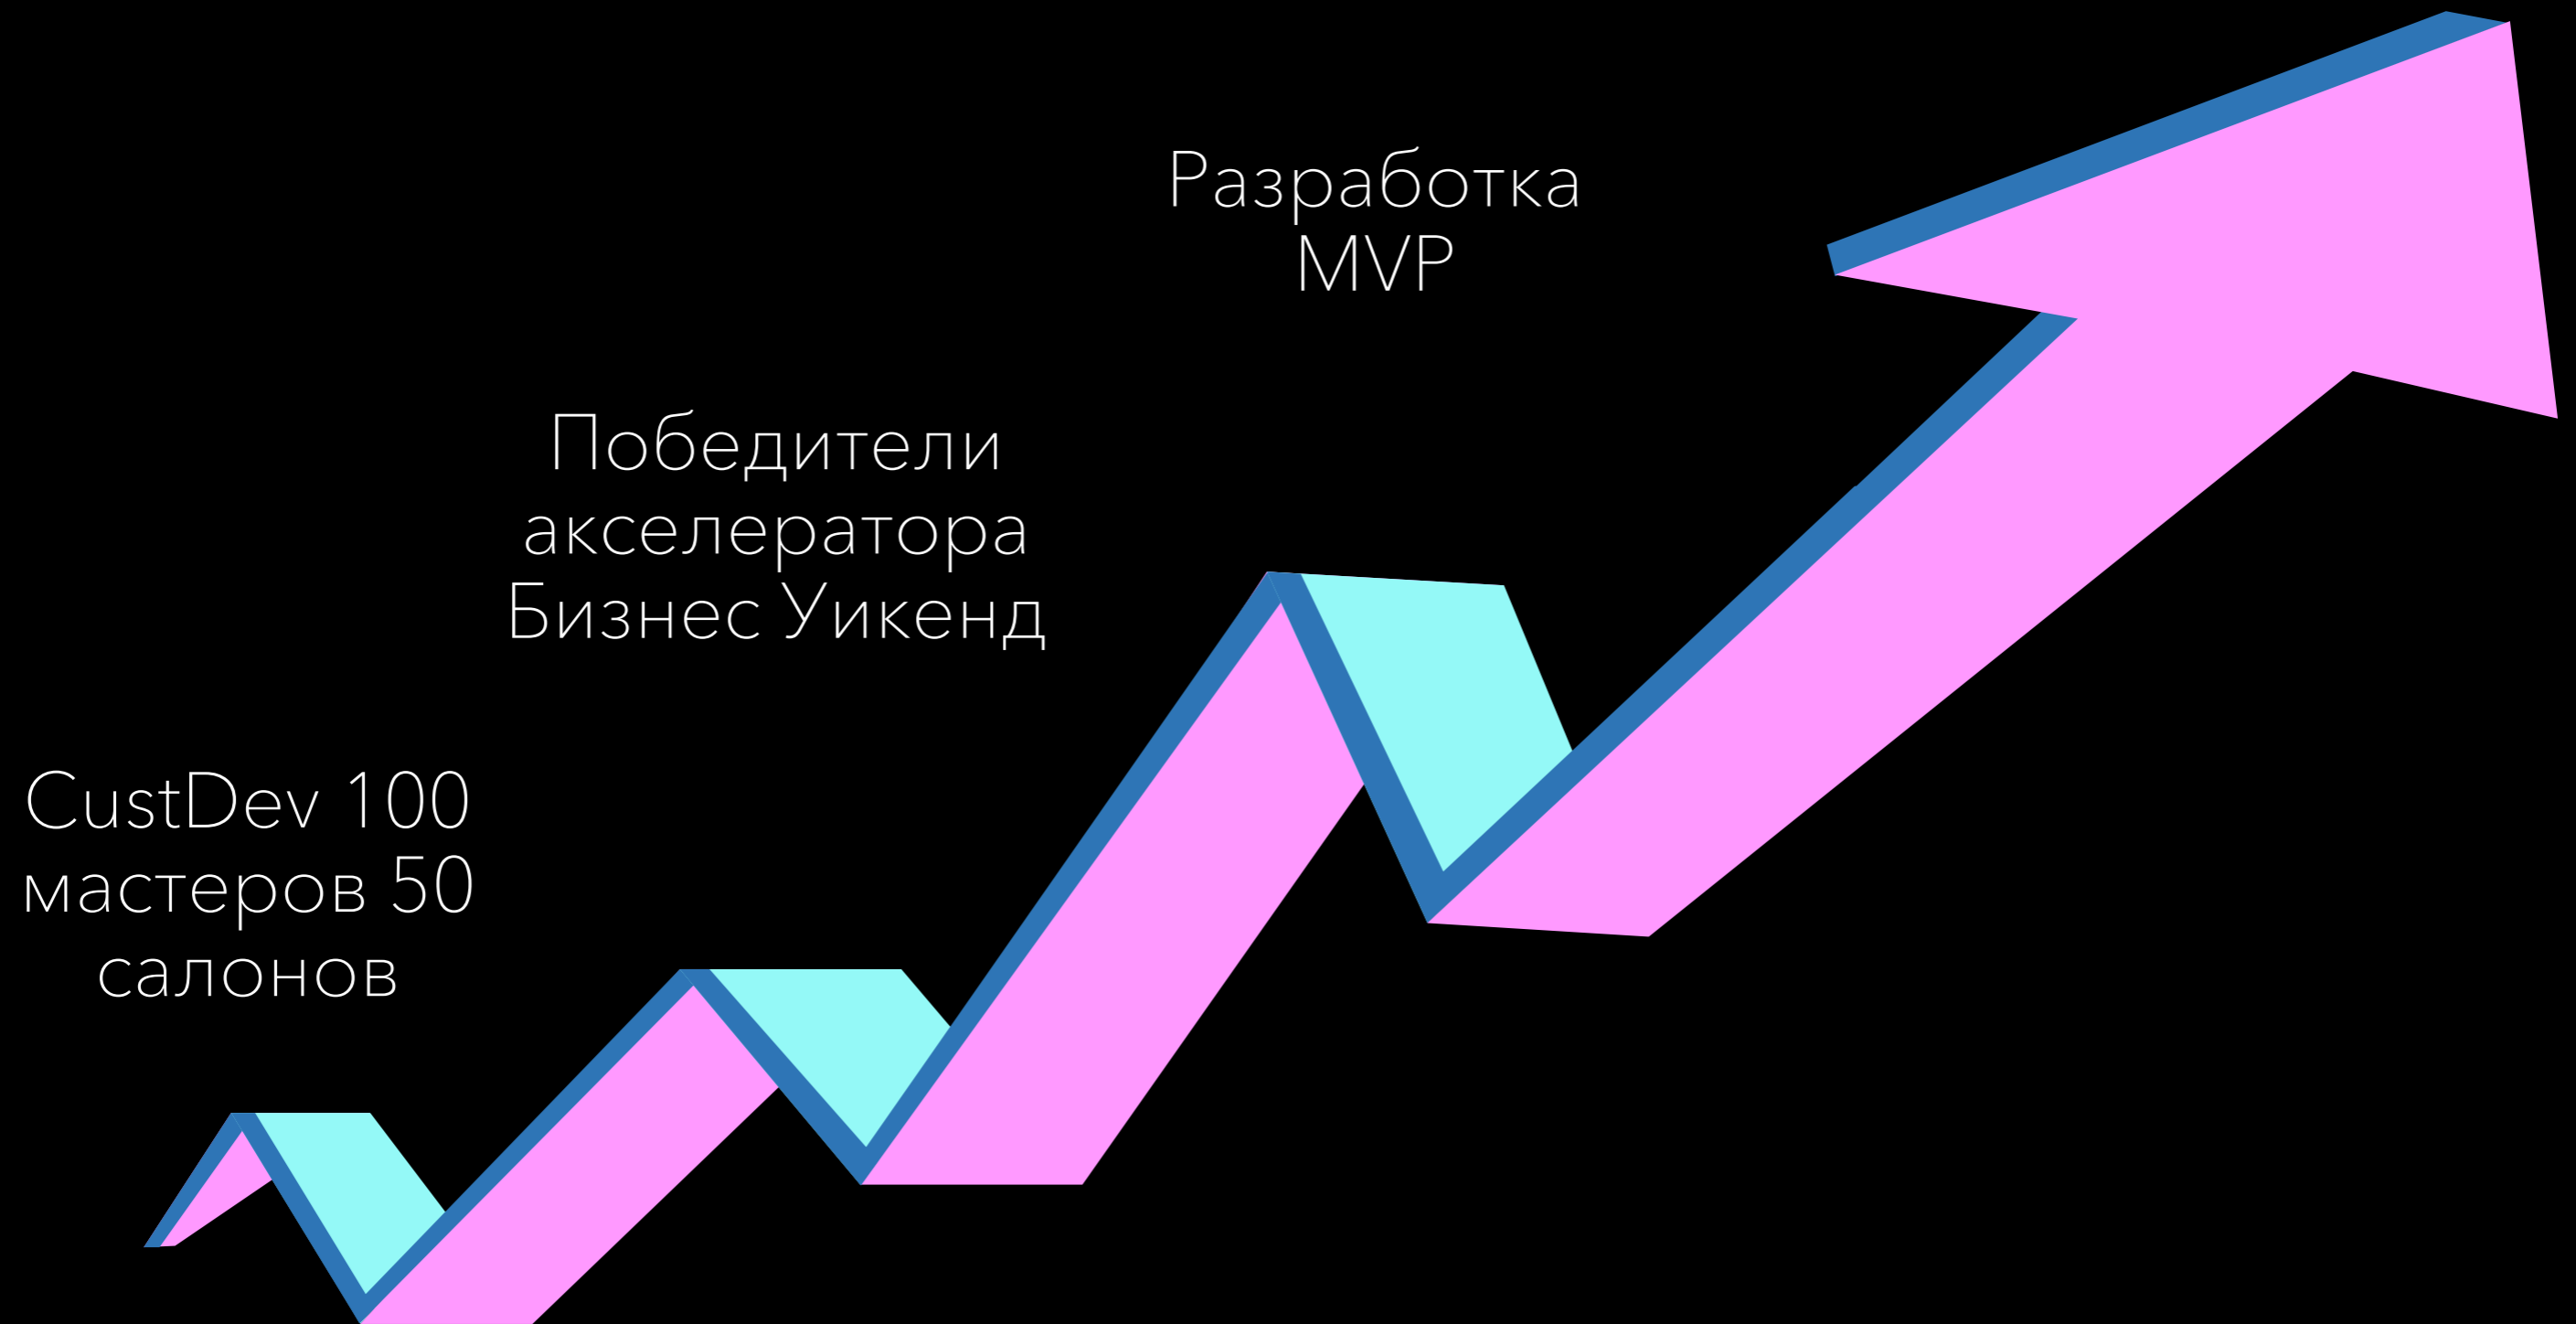 CustDev 100
мастеров 50
салонов
Победители
акселератора
Бизнес Уикенд
Разработка
MVP